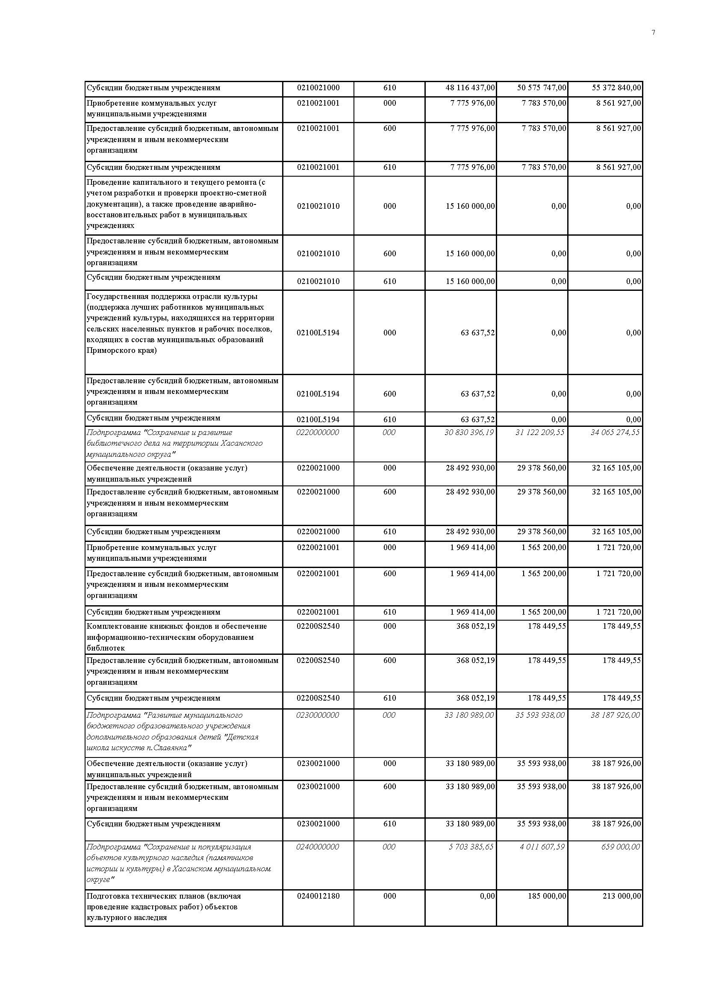 7
Субсидии бюджетным учреждениям 0210021000 610 48 116 437,00 50 575 747,00 55 372 840,00
Приобретение коммунальных услуг 0210021001 000 7 775 976,00 7 783 570,00 8 561 927,00
муниципальными учреждениями
Предоставление субсидий бюджетным, автономным 0210021001 600 7 775 976,00 7 783 570,00 8 561 927,00
учреждениям и иным некоммерческим
организациям
Субсидии бюджетным учреждениям 0210021001 610 7 775 976,00 7 783 570,00 8 561 927,00
Проведение капитального и текущего ремонта (с
учетом разработки и проверки проектно-сметной
документации), а также проведение аварийно- 0210021010 000 15 160 000,00 0,00 0,00
восстановительных работ в муниципальных
учреждениях
Предоставление субсидий бюджетным, автономным
учреждениям и иным некоммерческим 0210021010 600 15 160 000,00 0,00 0,00
организациям
Субсидии бюджетным учреждениям 0210021010 610 15 160 000,00 0,00 0,00
Государственная поддержка отрасли культуры
(поддержка лучших работников муниципальных
учреждений культуры, находящихся на территории
сельских населенных пунктов и рабочих поселков, 02100L5194 000 63 637,52 0,00 0,00
входящих в состав муниципальных образований
Приморского края)
Предоставление субсидий бюджетным, автономным
учреждениям и иным некоммерческим 02100L5194 600 63 637,52 0,00 0,00
организациям
Субсидии бюджетным учреждениям 02100L5194 610 63 637,52 0,00 0,00
Подпрограмма "Сохранение и развитие 0220000000 000 30 830 396,19 31 122 209,55 34 065 274,55
библиотечного дела на территории Хасанского
муниципального округа"
Обеспечение деятельности (оказание услуг) 0220021000 000 28 492 930,00 29 378 560,00 32 165 105,00
муниципальных учреждений
Предоставление субсидий бюджетным, автономным 0220021000 600 28 492 930,00 29 378 560,00 32 165 105,00
учреждениям и иным некоммерческим
организациям
Субсидии бюджетным учреждениям 0220021000 610 28 492 930,00 29 378 560,00 32 165 105,00
Приобретение коммунальных услуг 0220021001 000 1 969 414,00 1 565 200,00 1 721 720,00
муниципальными учреждениями
Предоставление субсидий бюджетным, автономным 0220021001 600 1 969 414,00 1 565 200,00 1 721 720,00
учреждениям и иным некоммерческим
организациям
Субсидии бюджетным учреждениям 0220021001 610 1 969 414,00 1 565 200,00 1 721 720,00
Комплектование книжных фондов и обеспечение 02200S2540 000 368 052,19 178 449,55 178 449,55
информационно-техническим оборудованием
библиотек
Предоставление субсидий бюджетным, автономным 02200S2540 600 368 052,19 178 449,55 178 449,55
учреждениям и иным некоммерческим
организациям
Субсидии бюджетным учреждениям 02200S2540 610 368 052,19 178 449,55 178 449,55
Подпрограмма "Развитие муниципального 0230000000 000 33 180 989,00 35 593 938,00 38 187 926,00
бюджетного образовательного учреждения
дополнительного образования детей "Детская
школа искусств п.Славянка"
Обеспечение деятельности (оказание услуг) 0230021000 000 33 180 989,00 35 593 938,00 38 187 926,00
муниципальных учреждений
Предоставление субсидий бюджетным, автономным 0230021000 600 33 180 989,00 35 593 938,00 38 187 926,00
учреждениям и иным некоммерческим
организациям
Субсидии бюджетным учреждениям 0230021000 610 33 180 989,00 35 593 938,00 38 187 926,00
Подпрограмма "Сохранение и популяризация 0240000000 000 5 703 385,65 4 011 607,59 659 000,00
объектов культурного наследия (памятников
истории и культуры) в Хасанском муниципальном
округе"
Подготовка технических планов (включая 0240012180 000 0,00 185 000,00 213 000,00
проведение кадастровых работ) объектов
культурного наследия